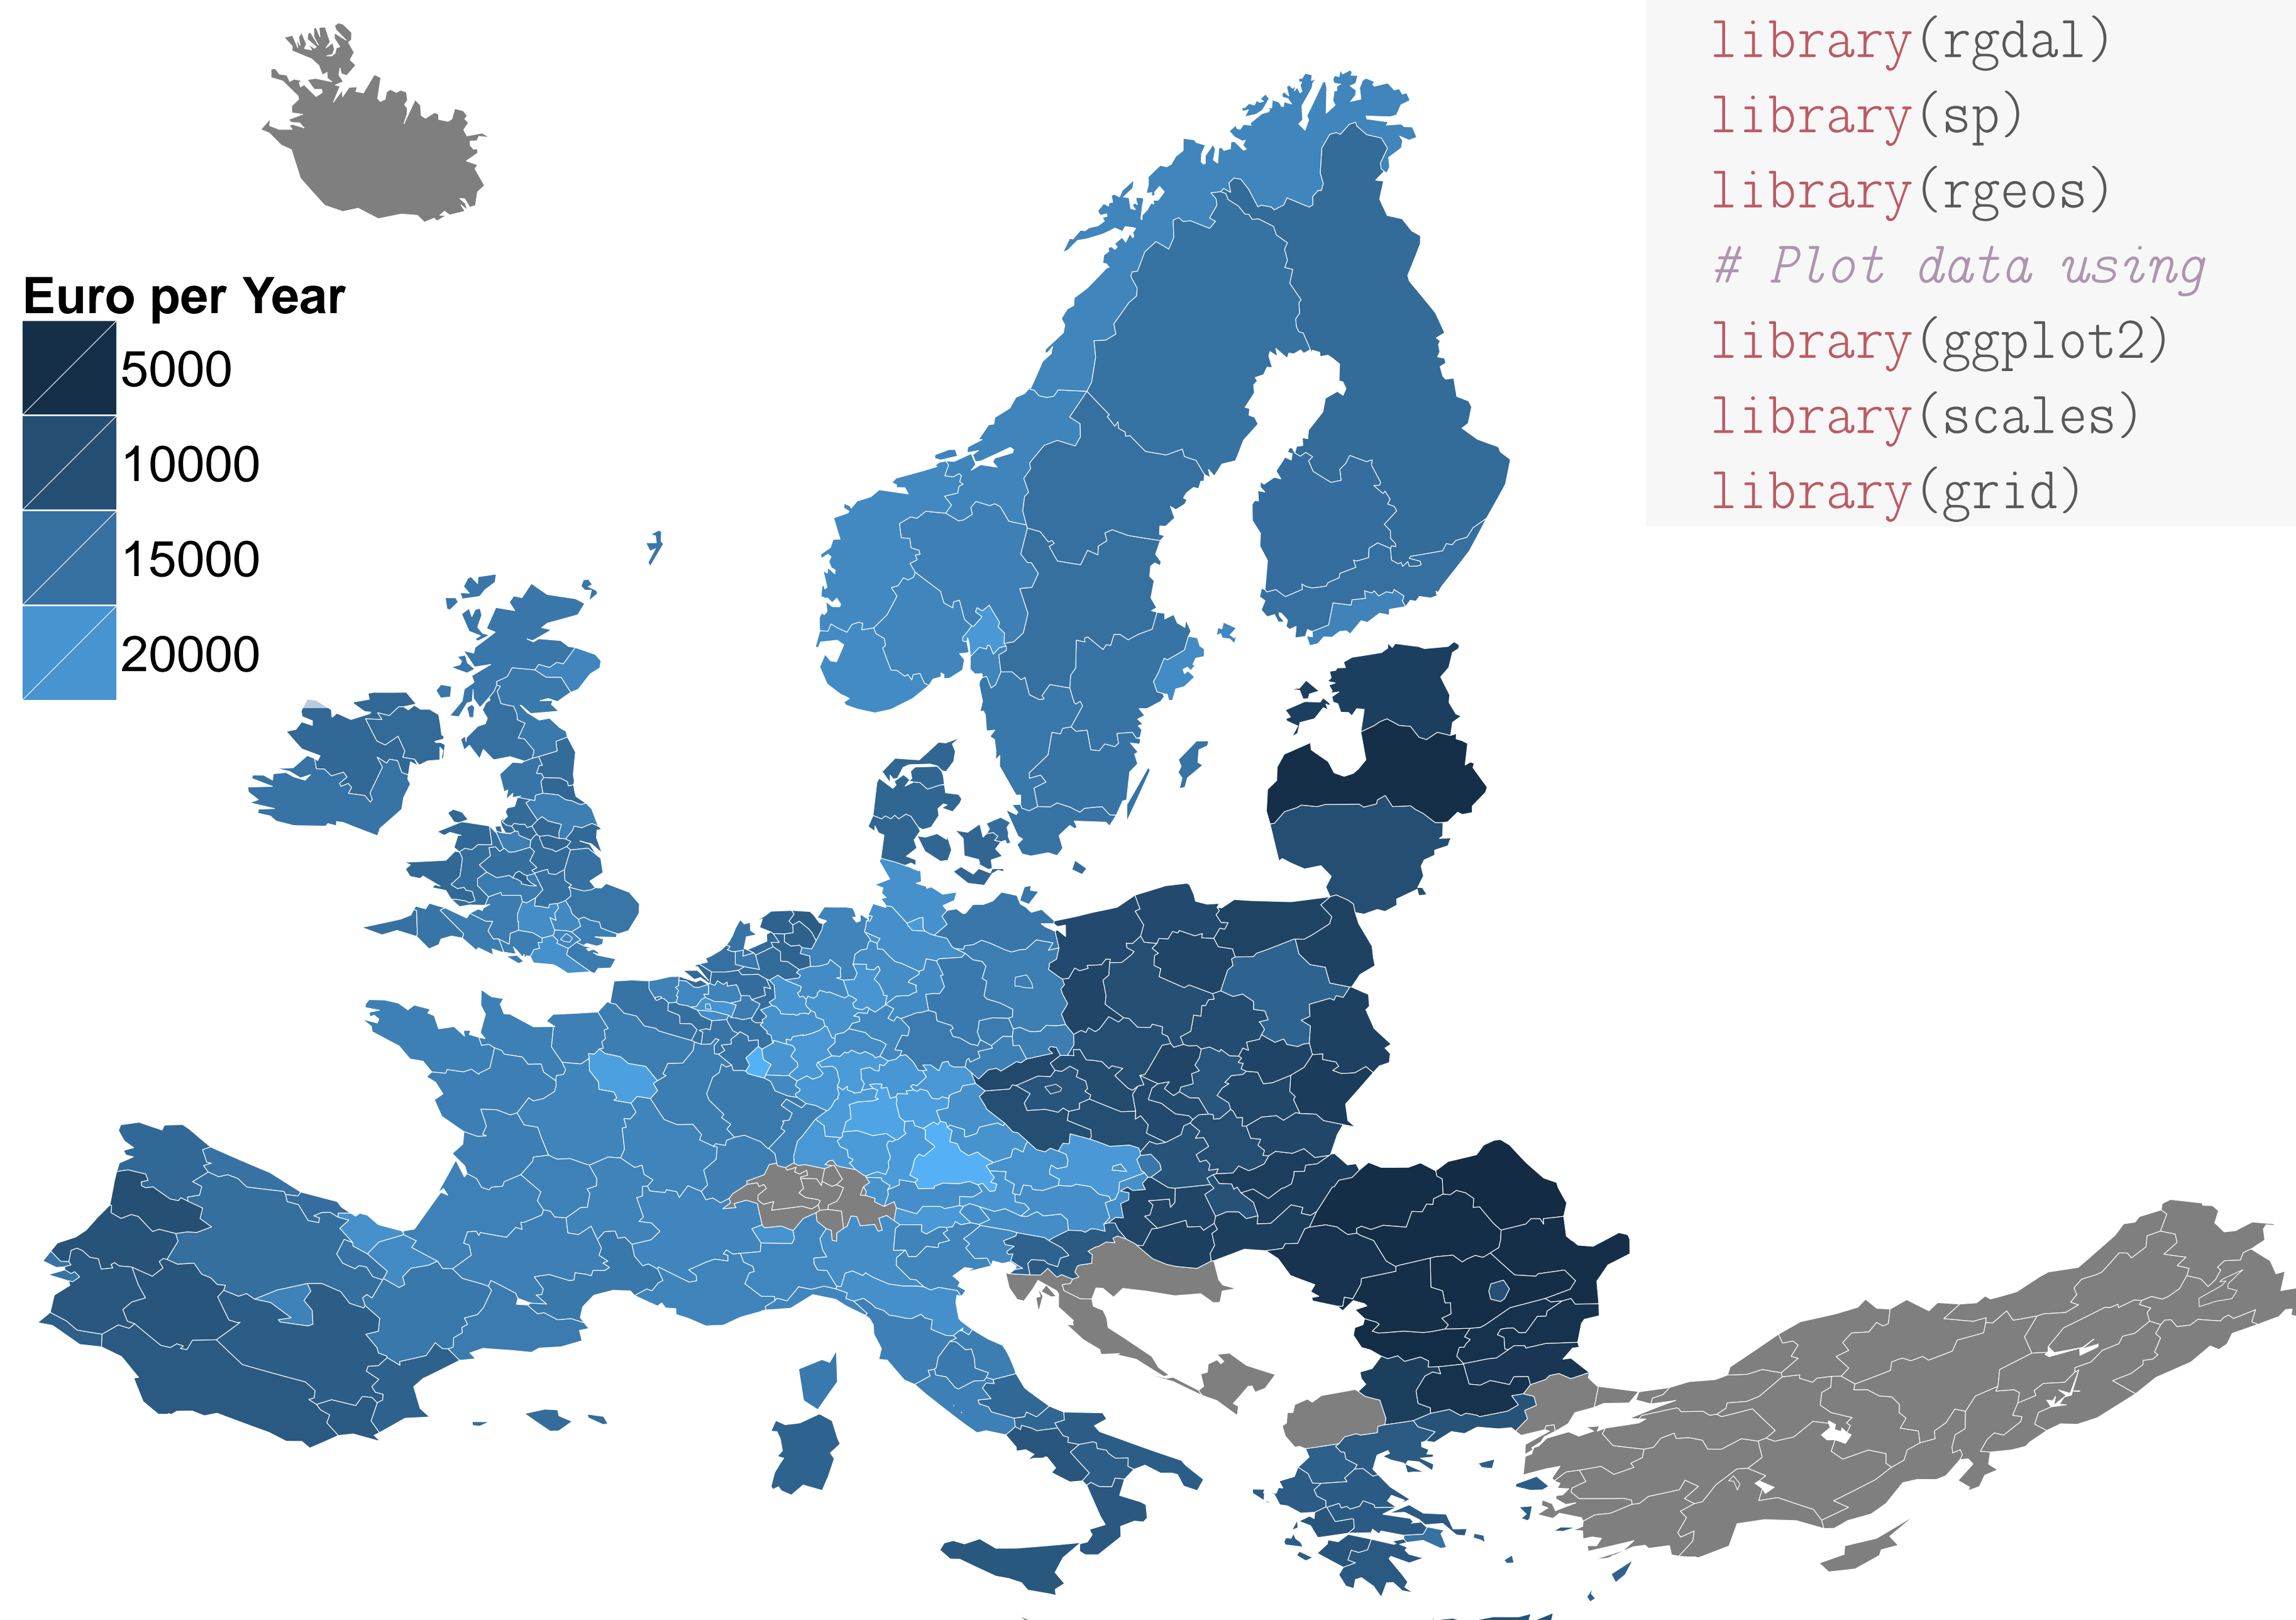 library(rgdal)
library(sp)
library(rgeos)
# Plot data using
library(ggplot2)
library(scales)
library(grid)
Euro per Year
5000
10000
15000
20000